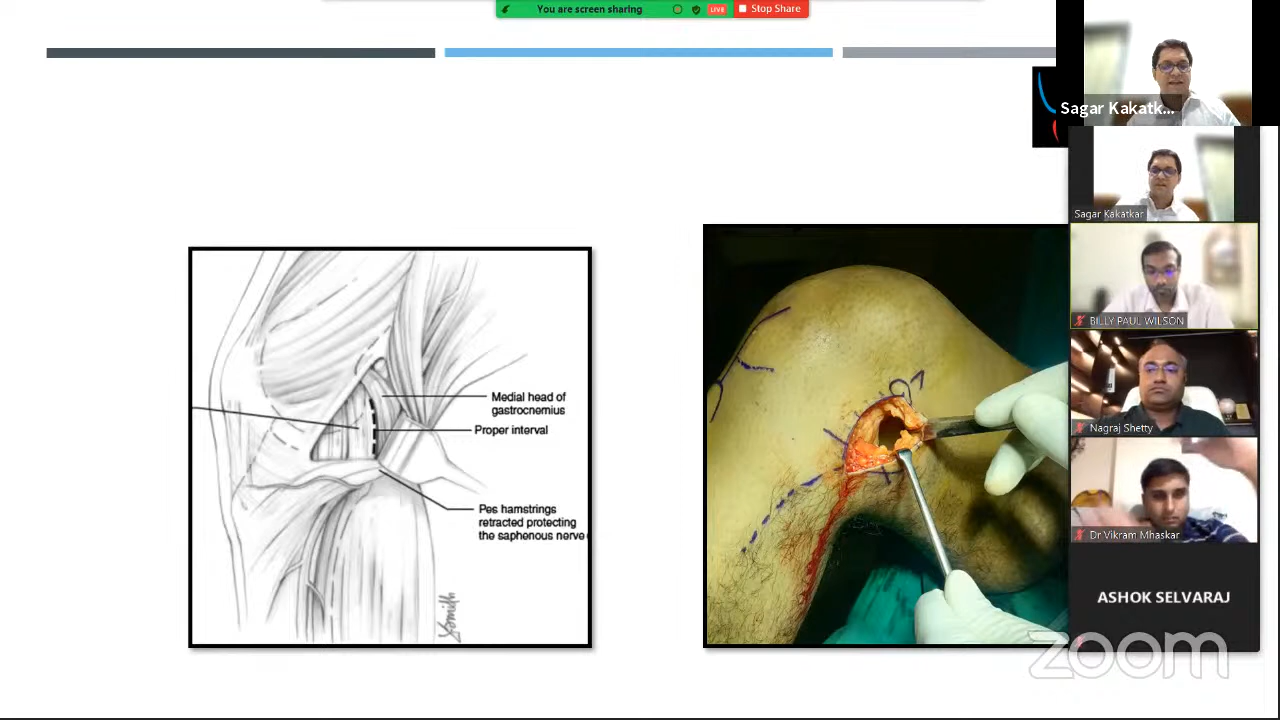 You are screen sharing
LIVE
Stop Share
Sagar Kakatk...
Sagar Kakatkar
BILLY PAUL WILSON
Nagraj Shetty
Dr Vikram Mhaskar
ASHOK SELVARAJ
zoom
Medial head of
gastrocnemius
Proper interval
Pes hamstrings
retracted protecting
the saphenous nerve